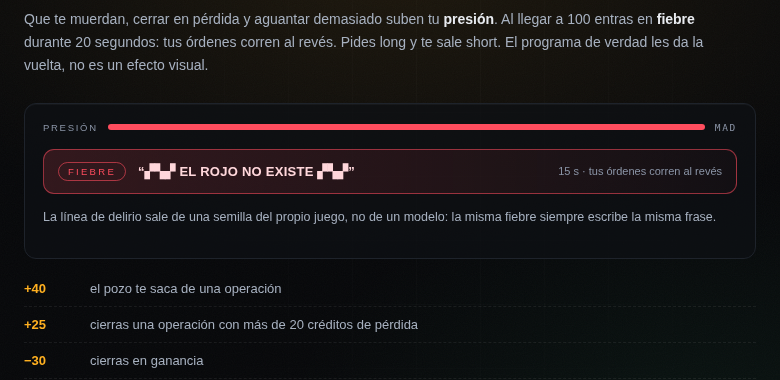 Que te muerdan, cerrar en pérdida y aguantar demasiado suben tu presión. Al llegar a 100 entras en fiebre
durante 20 segundos: tus órdenes corren al revés. Pides long y te sale short. El programa de verdad les da la
vuelta, no es un efecto visual.
PRESIÓN
MAD
FIEBRE
“▞▚▞ EL ROJO NO EXISTE ▞▚▞”
15 s · tus órdenes corren al revés
La línea de delirio sale de una semilla del propio juego, no de un modelo: la misma fiebre siempre escribe la misma frase.
+40 el pozo te saca de una operación
+25 cierras una operación con más de 20 créditos de pérdida
−30 cierras en ganancia